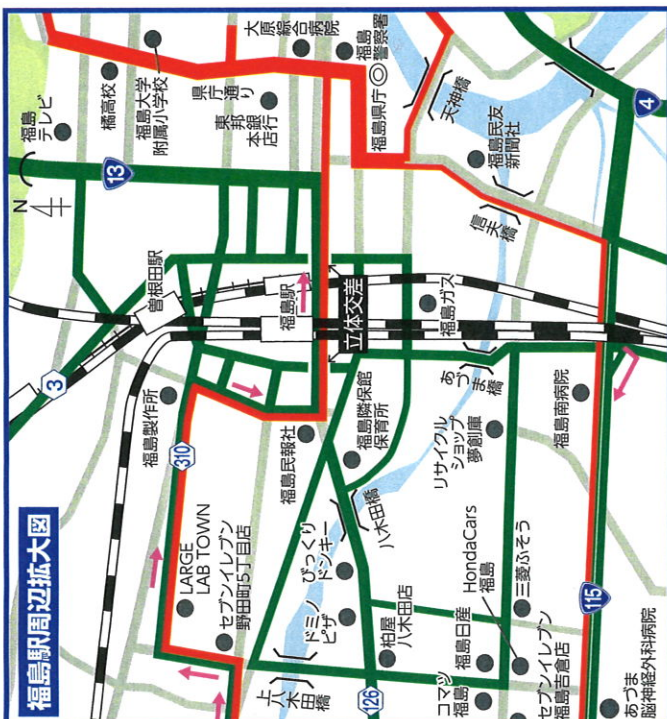 福島駅周辺拡大図
大原綜合病院
福島
警察署
福島
テレビ
橘高校
福島大学
附属小学校
県庁
通り
東邦
本銀
店行
福島県庁
天神橋
4
13
N
福島民友
新聞社
信夫橋
曽根田駅
福島駅
立体交差
福島ガス
3
福島製作所
310
福島民報社
福島隣保館
保育所
あづま
橋
リサイクル
ショップ
夢創庫
福島南病院
LARGE
LAB TOWN
セブンイレブン
野田町5丁目店
びっくり
ドンキー
ドミノ
ピザ
八木田橋
HondaCars
福島
三菱ふそう
115
上
八木田
橋
126
柏屋
八木田店
福島日産
コマツ
福島
セブンイレブン
福島吉倉店
あづま
脳神経外科病院